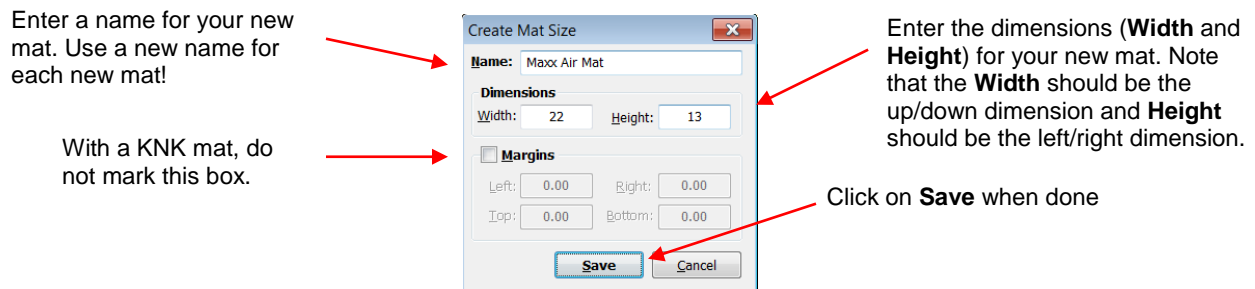 Enter a name for your new
mat. Use a new name for
each new mat!
With a KNK mat, do
not mark this box.
Create Mat Size
Name: Maxx Air Mat
Dimensions
Width: 22 Height: 13
Margins
Left: 0.00 Right: 0.00
Top: 0.00 Bottom: 0.00
Save Cancel
Enter the dimensions (Width and
Height) for your new mat. Note
that the Width should be the
up/down dimension and Height
should be the left/right dimension.
Click on Save when done